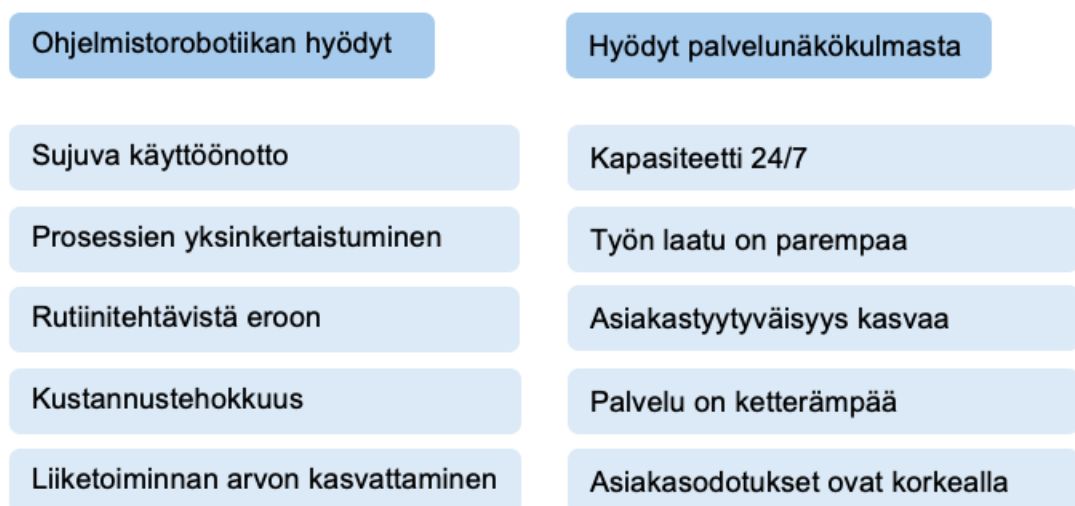 Ohjelmistorobotiikan hyödyt
Sujuva käyttöönotto
Prosessien yksinkertaistuminen
Rutiinitehtävistä eroon
Kustannustehokkuus
Liiketoiminnan arvon kasvattaminen
Hyödyt palvelunäkökulmasta
Kapasiteetti 24/7
Työn laatu on parempaa
Asiakastyytyväisyys kasvaa
Palvelu on ketterämpää
Asiakasodotukset ovat korkealla